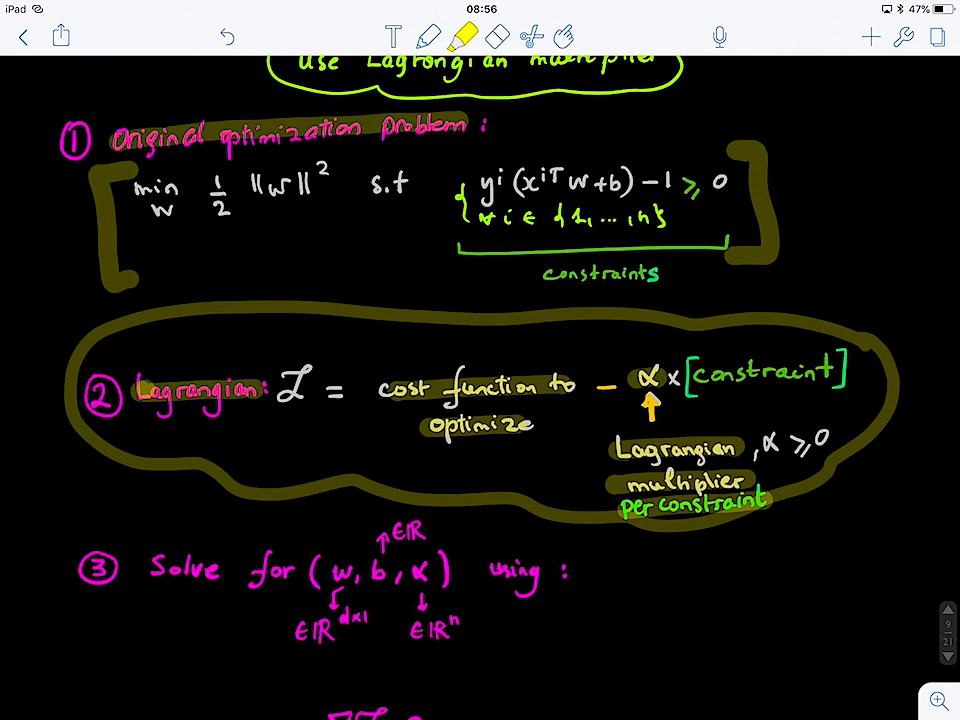 iPad 08:56 47%
T
Use Lagrangian multiplier
① Original optimization problem :
min w 1/2 ||w||² s.t yⁱ (xⁱᵀ w + b) - 1 ⩾ 0
{ ∀ i ∈ {1, ... , n}
constraints
② Lagrangian : ℒ = cost function to optimize - α × [constraint]
Lagrangian multiplier per constraint , α ⩾ 0
∈ ℝ
③ Solve for ( w, b, α ) using :
∈ ℝᵈˣ¹ ∈ ℝⁿ
9
21